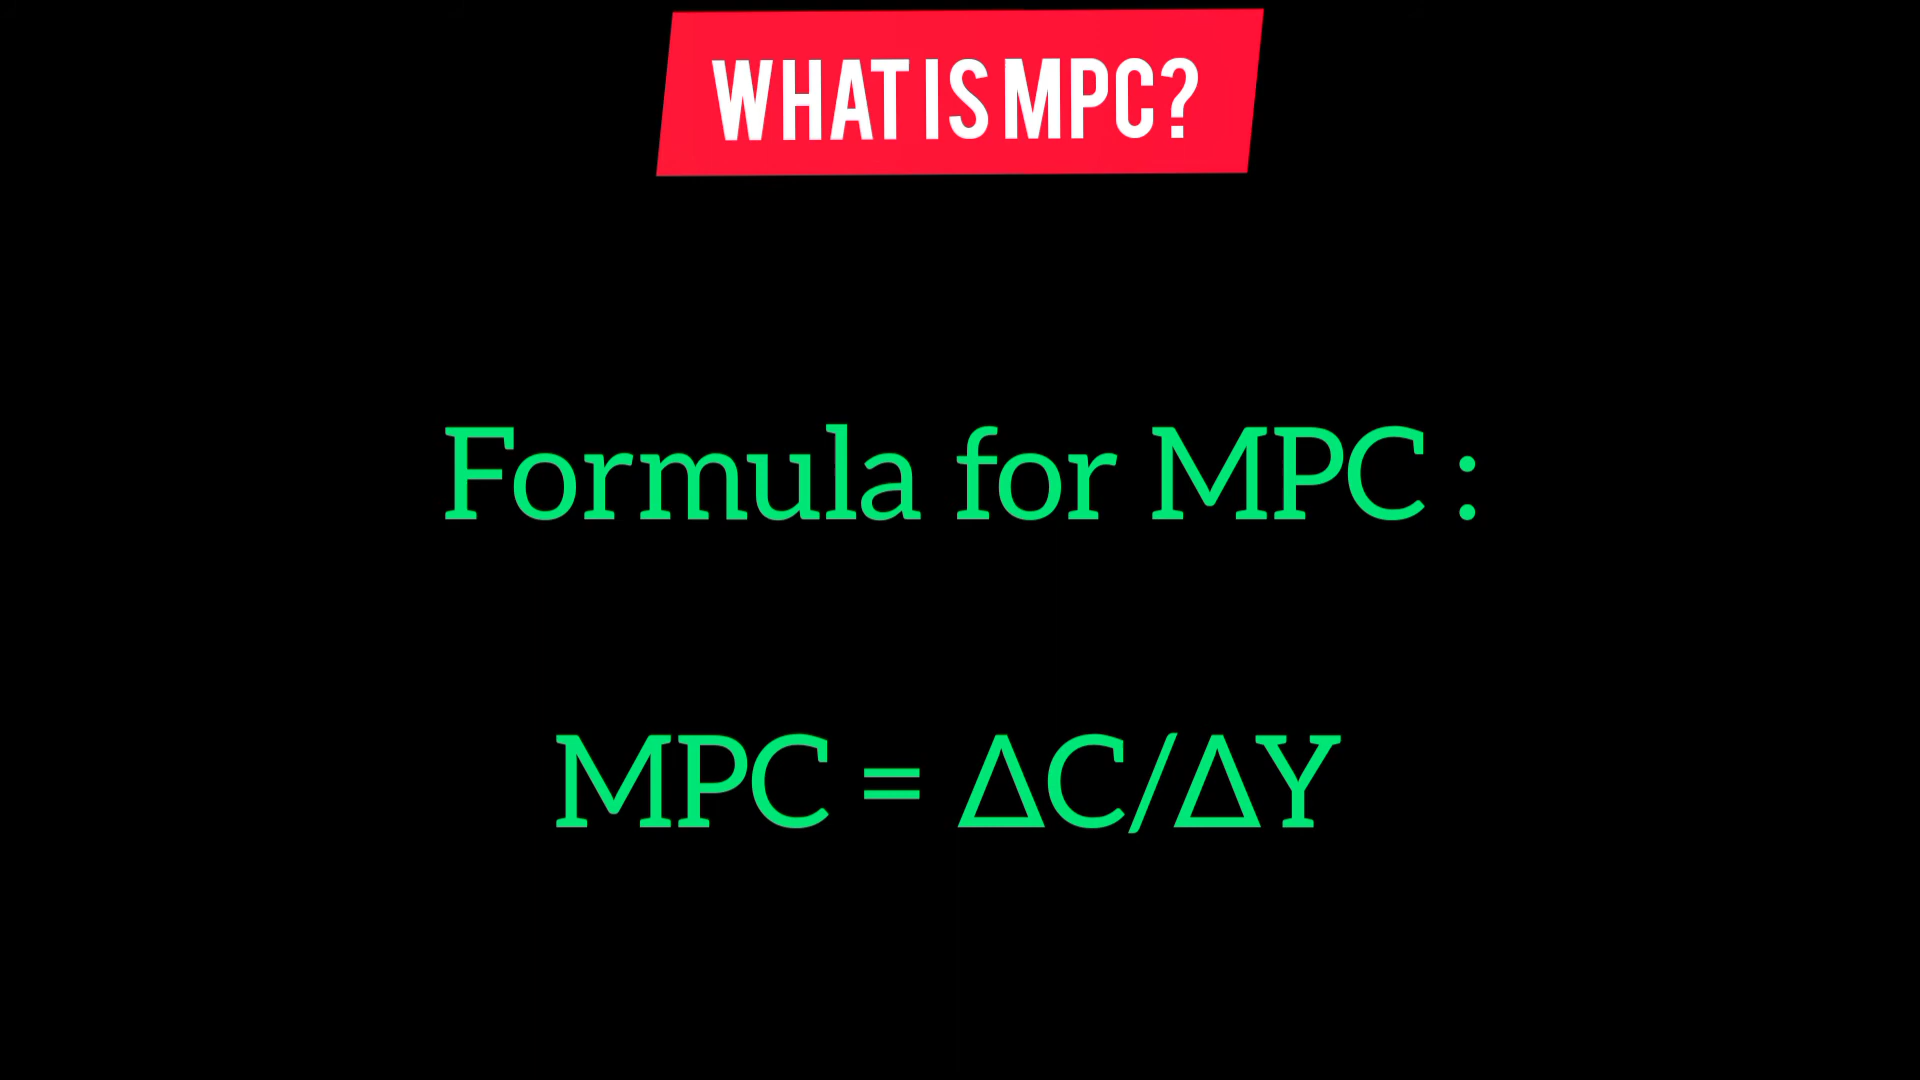 WHAT IS MPC?
Formula for MPC :
MPC = ΔC/ΔY